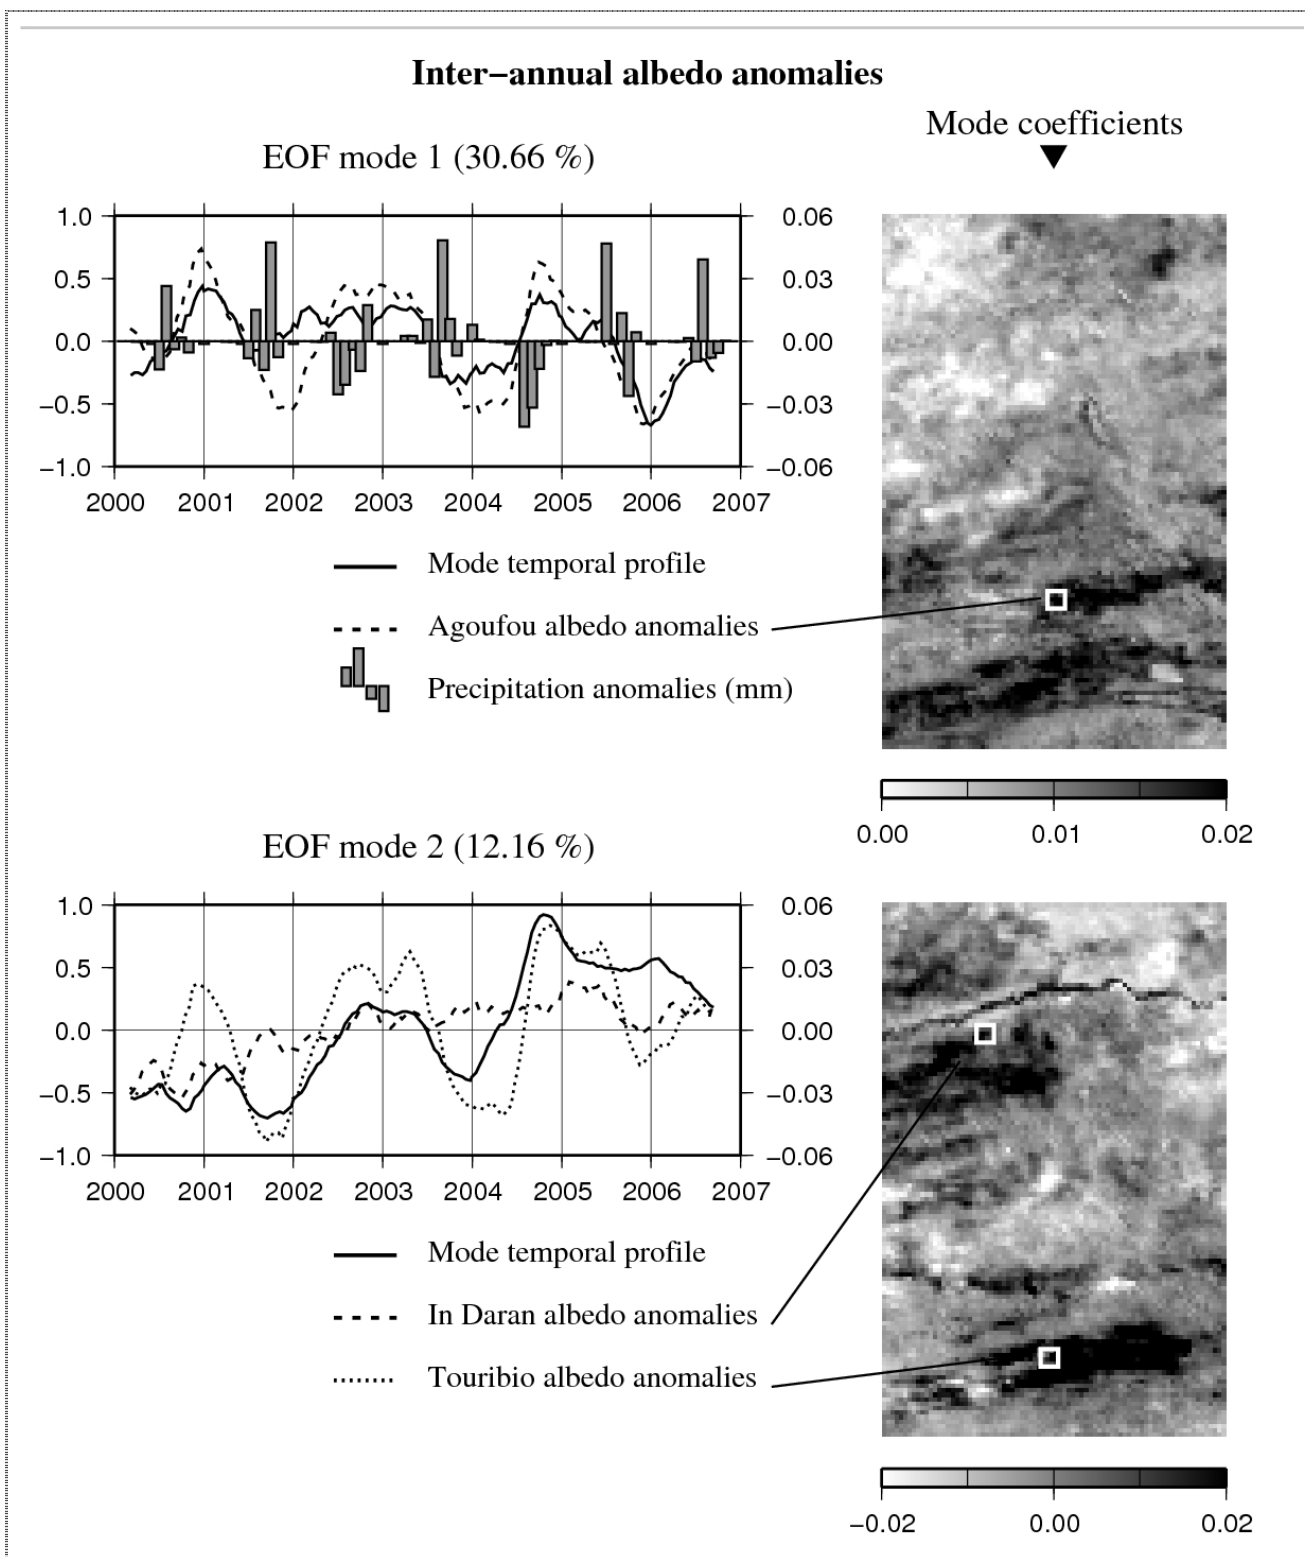 Inter−annual albedo anomalies
Mode coefficients
EOF mode 1 (30.66 %)
1.0 0.06
0.5 0.03
0.0 0.00
−0.5 −0.03
−1.0 −0.06
2000 2001 2002 2003 2004 2005 2006 2007
Mode temporal profile
Agoufou albedo anomalies
Precipitation anomalies (mm)
0.00 0.01 0.02
EOF mode 2 (12.16 %)
1.0 0.06
0.5 0.03
0.0 0.00
−0.5 −0.03
−1.0 −0.06
2000 2001 2002 2003 2004 2005 2006 2007
Mode temporal profile
In Daran albedo anomalies
Touribio albedo anomalies
−0.02 0.00 0.02